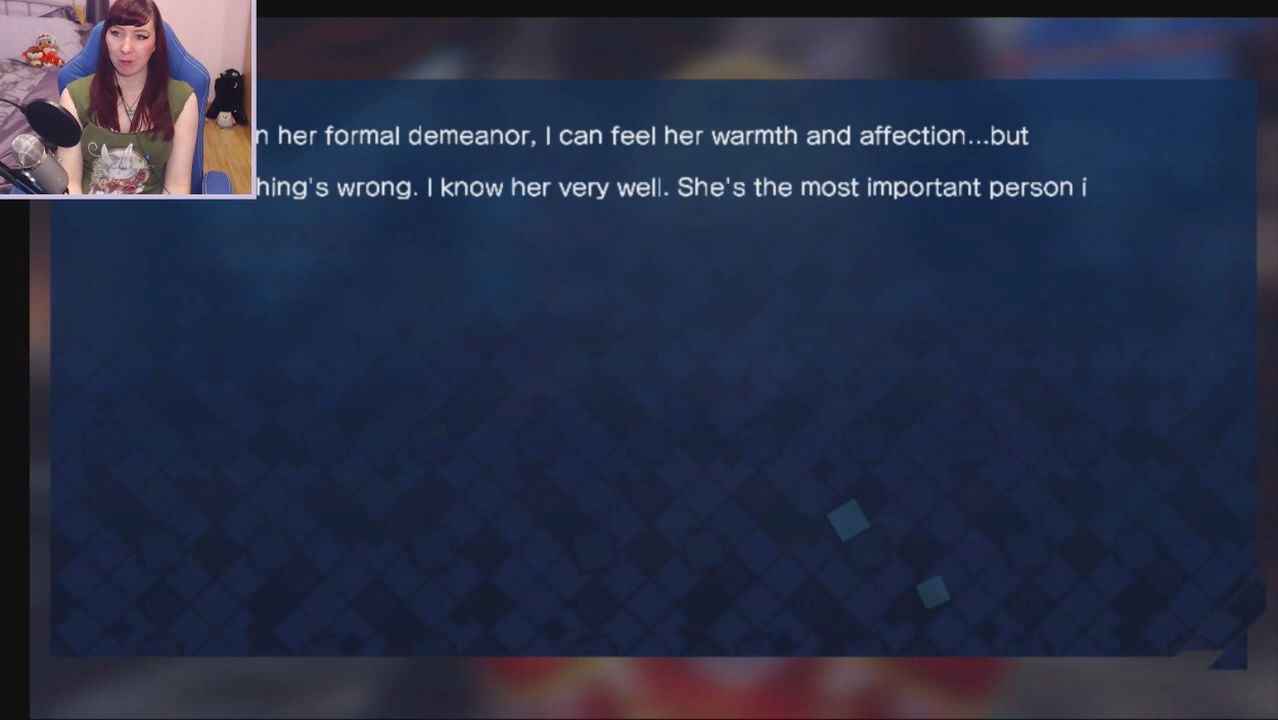 her formal demeanor, I can feel her warmth and affection...but
hing's wrong. I know her very well. She's the most important person i